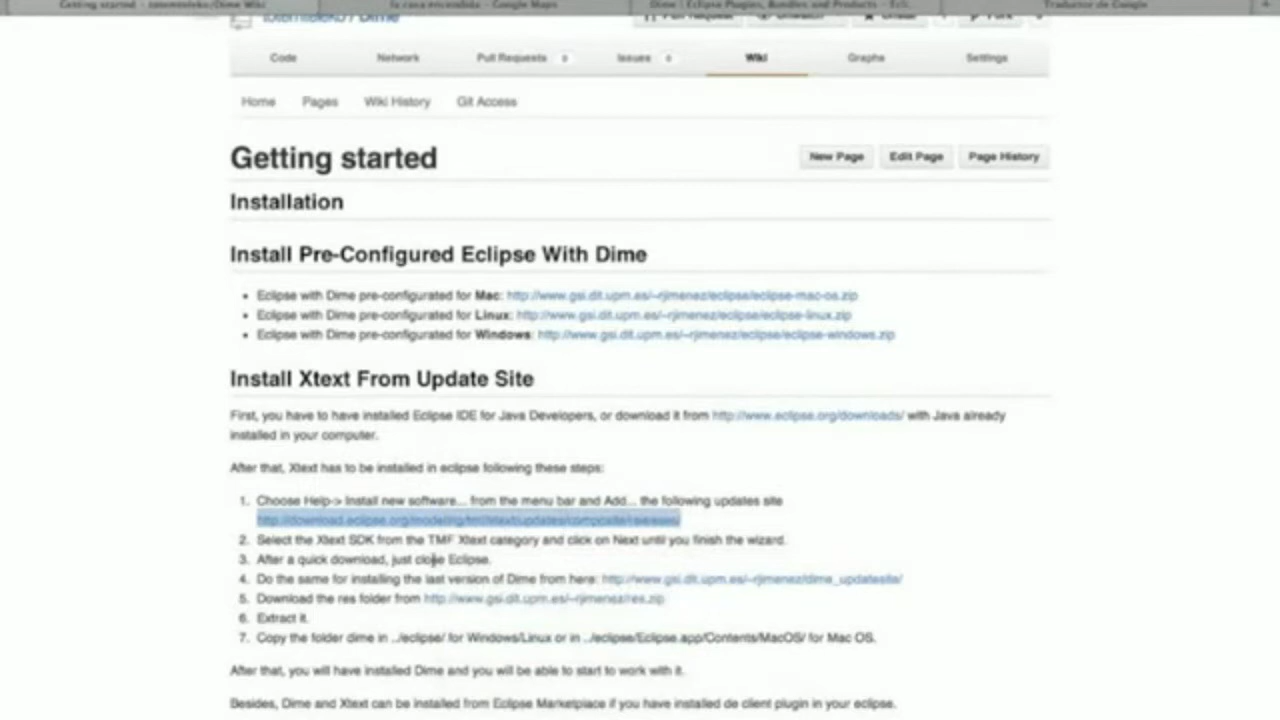 Getting started - totemteleko/Dime Wiki
la casa encendida - Google Maps
Dime | Eclipse Plugins, Bundles and Products - Ecli...
Traductor de Google
/ Dime
Pull Request
Unwatch
Fork
Code
Network
Pull Requests 0
Issues 0
Wiki
Graphs
Settings
Home
Pages
Wiki History
Git Access
Getting started
New Page
Edit Page
Page History
Installation
Install Pre-Configured Eclipse With Dime
• Eclipse with Dime pre-configurated for Mac: http://www.gsi.dit.upm.es/~rjimenez/eclipse/eclipse-mac-os.zip
• Eclipse with Dime pre-configurated for Linux: http://www.gsi.dit.upm.es/~rjimenez/eclipse/eclipse-linux.zip
• Eclipse with Dime pre-configurated for Windows: http://www.gsi.dit.upm.es/~rjimenez/eclipse/eclipse-windows.zip
Install Xtext From Update Site
First, you have to have installed Eclipse IDE for Java Developers, or download it from http://www.eclipse.org/downloads/ with Java already
installed in your computer.
After that, Xtext has to be installed in eclipse following these steps:
1. Choose Help-> Install new software... from the menu bar and Add... the following updates site
http://download.eclipse.org/modeling/tmf/xtext/updates/composite/releases/
2. Select the Xtext SDK from the TMF Xtext category and click on Next until you finish the wizard.
3. After a quick download, just close Eclipse.
4. Do the same for installing the last version of Dime from here: http://www.gsi.dit.upm.es/~rjimenez/dime_updatesite/
5. Download the res folder from http://www.gsi.dit.upm.es/~rjimenez/res.zip
6. Extract it.
7. Copy the folder dime in ../eclipse/ for Windows/Linux or in ../eclipse/Eclipse.app/Contents/MacOS/ for Mac OS.
After that, you will have installed Dime and you will be able to start to work with it.
Besides, Dime and Xtext can be installed from Eclipse Marketplace if you have installed de client plugin in your eclipse.